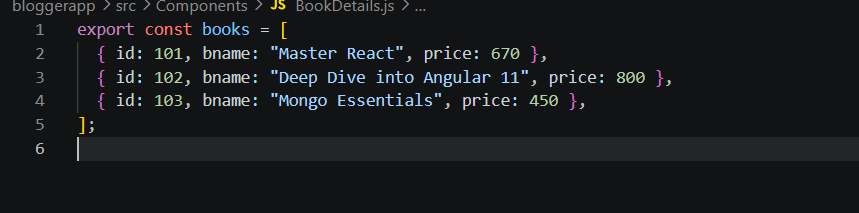 bloggerapp > src > Components > JS BookDetails.js > ...
1 export const books = [
2 { id: 101, bname: "Master React", price: 670 },
3 { id: 102, bname: "Deep Dive into Angular 11", price: 800 },
4 { id: 103, bname: "Mongo Essentials", price: 450 },
5 ];
6